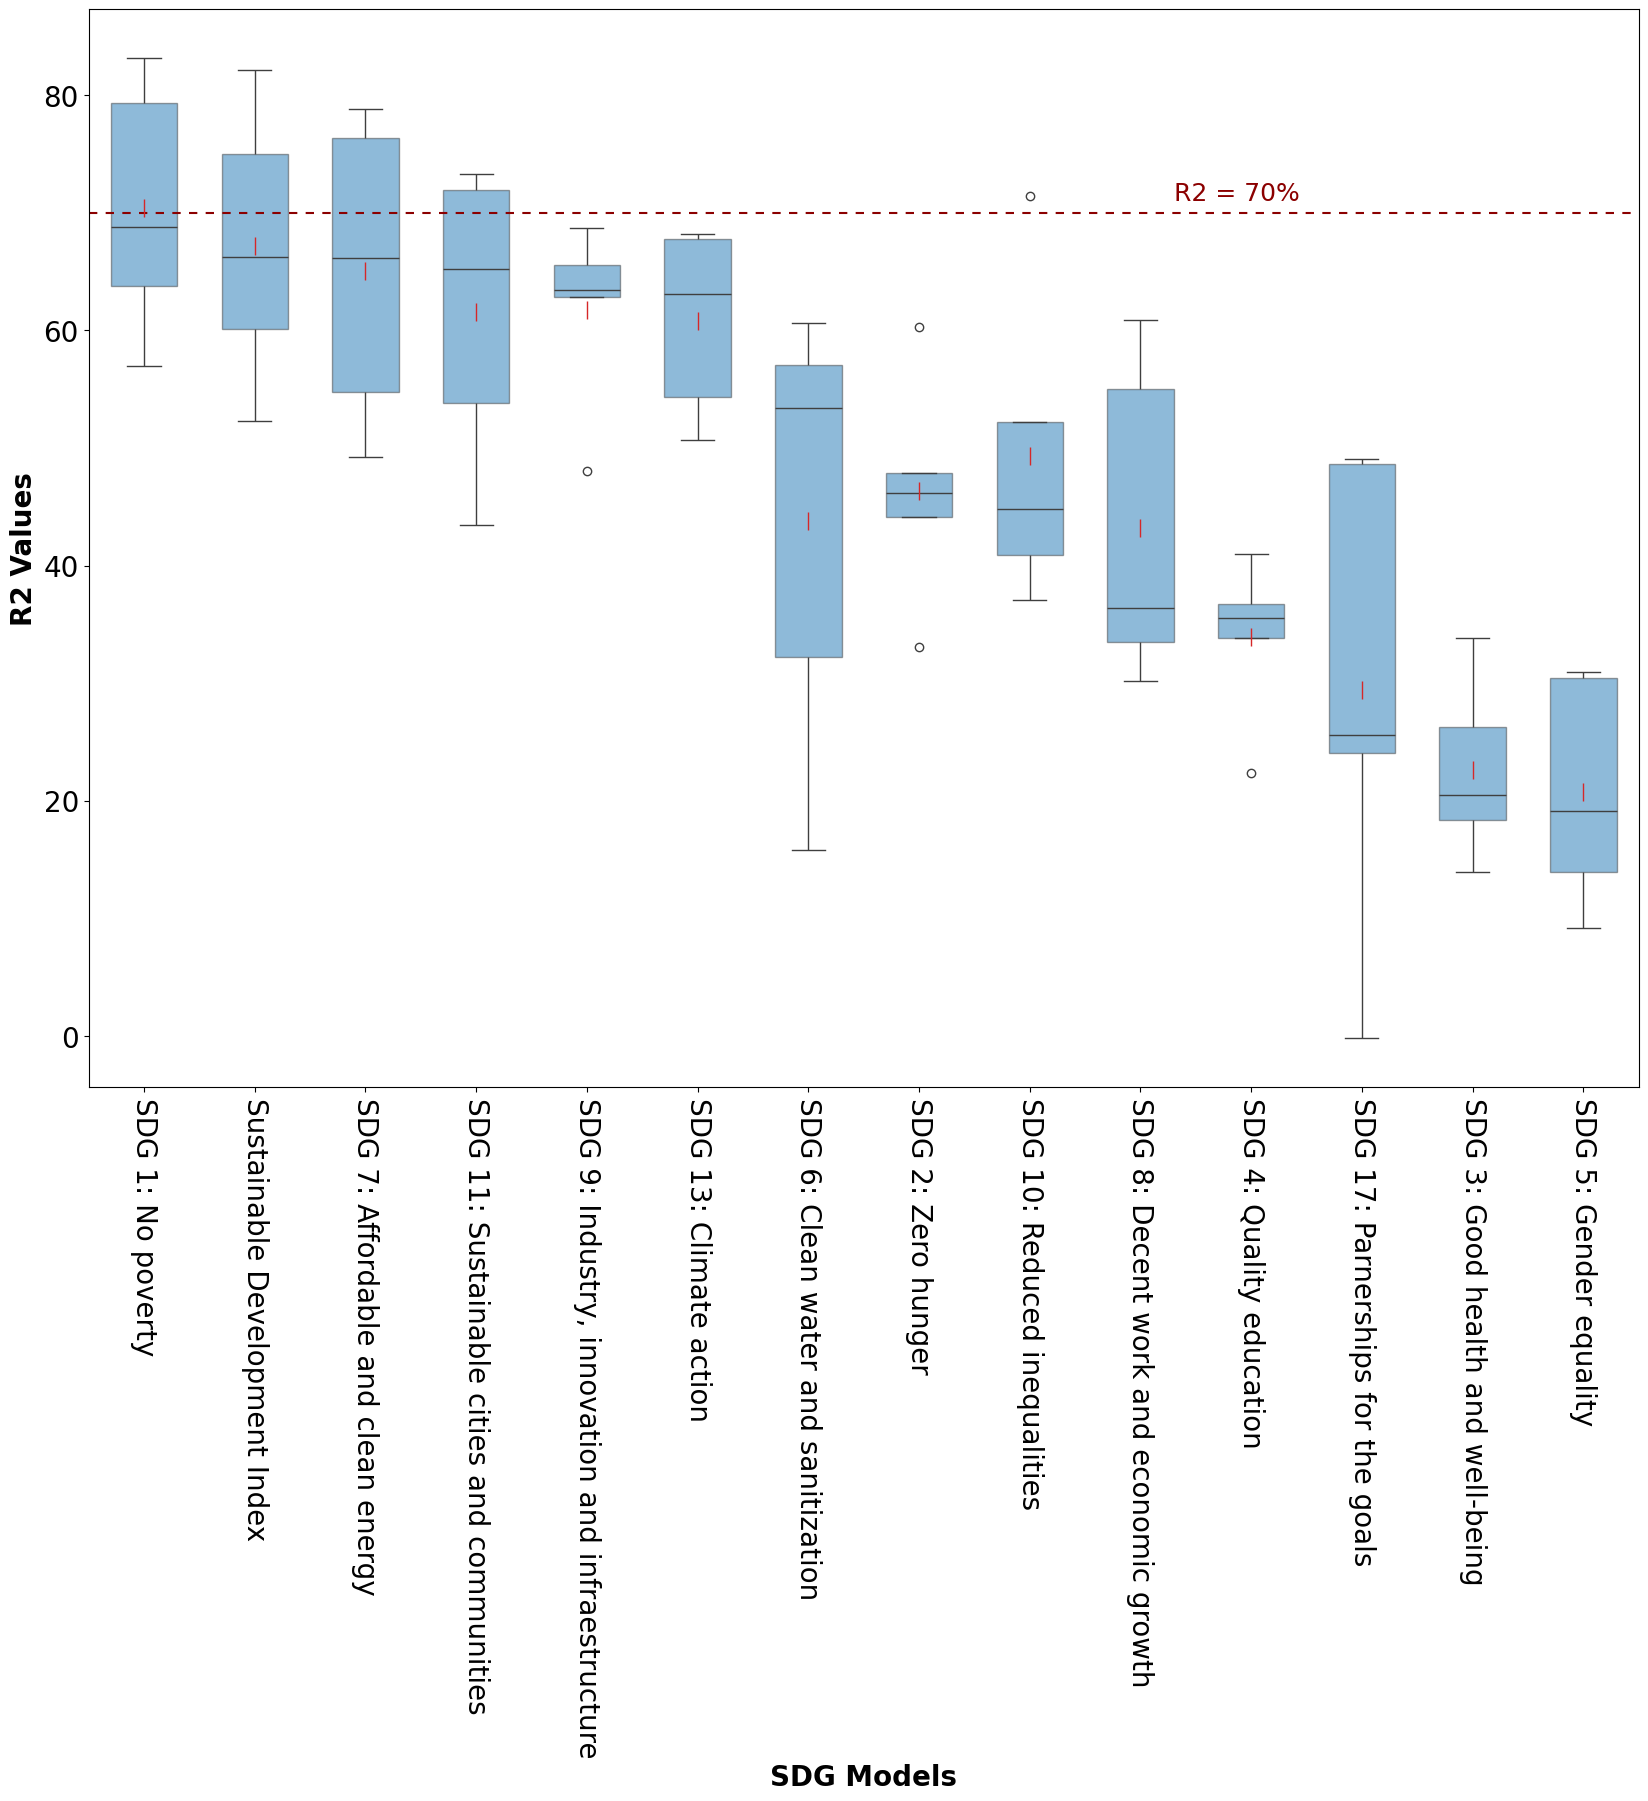 80
60
40
20
0
R2 Values
R2 = 70%
SDG 1: No poverty
Sustainable Development Index
SDG 7: Affordable and clean energy
SDG 11: Sustainable cities and communities
SDG 9: Industry, innovation and infraestructure
SDG 13: Climate action
SDG 6: Clean water and sanitization
SDG 2: Zero hunger
SDG 10: Reduced inequalities
SDG 8: Decent work and economic growth
SDG 4: Quality education
SDG 17: Parnerships for the goals
SDG 3: Good health and well-being
SDG 5: Gender equality
SDG Models